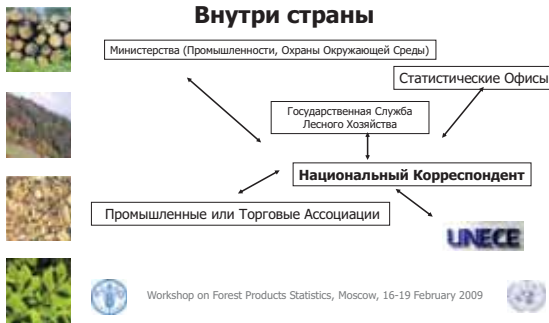 Внутри страны
Министерства (Промышленности, Охраны Окружающей Среды)
Статистические Офисы
Государственная Служба
Лесного Хозяйства
Национальный Корреспондент
Промышленные или Торговые Ассоциации
UNECE
Workshop on Forest Products Statistics, Moscow, 16-19 February 2009